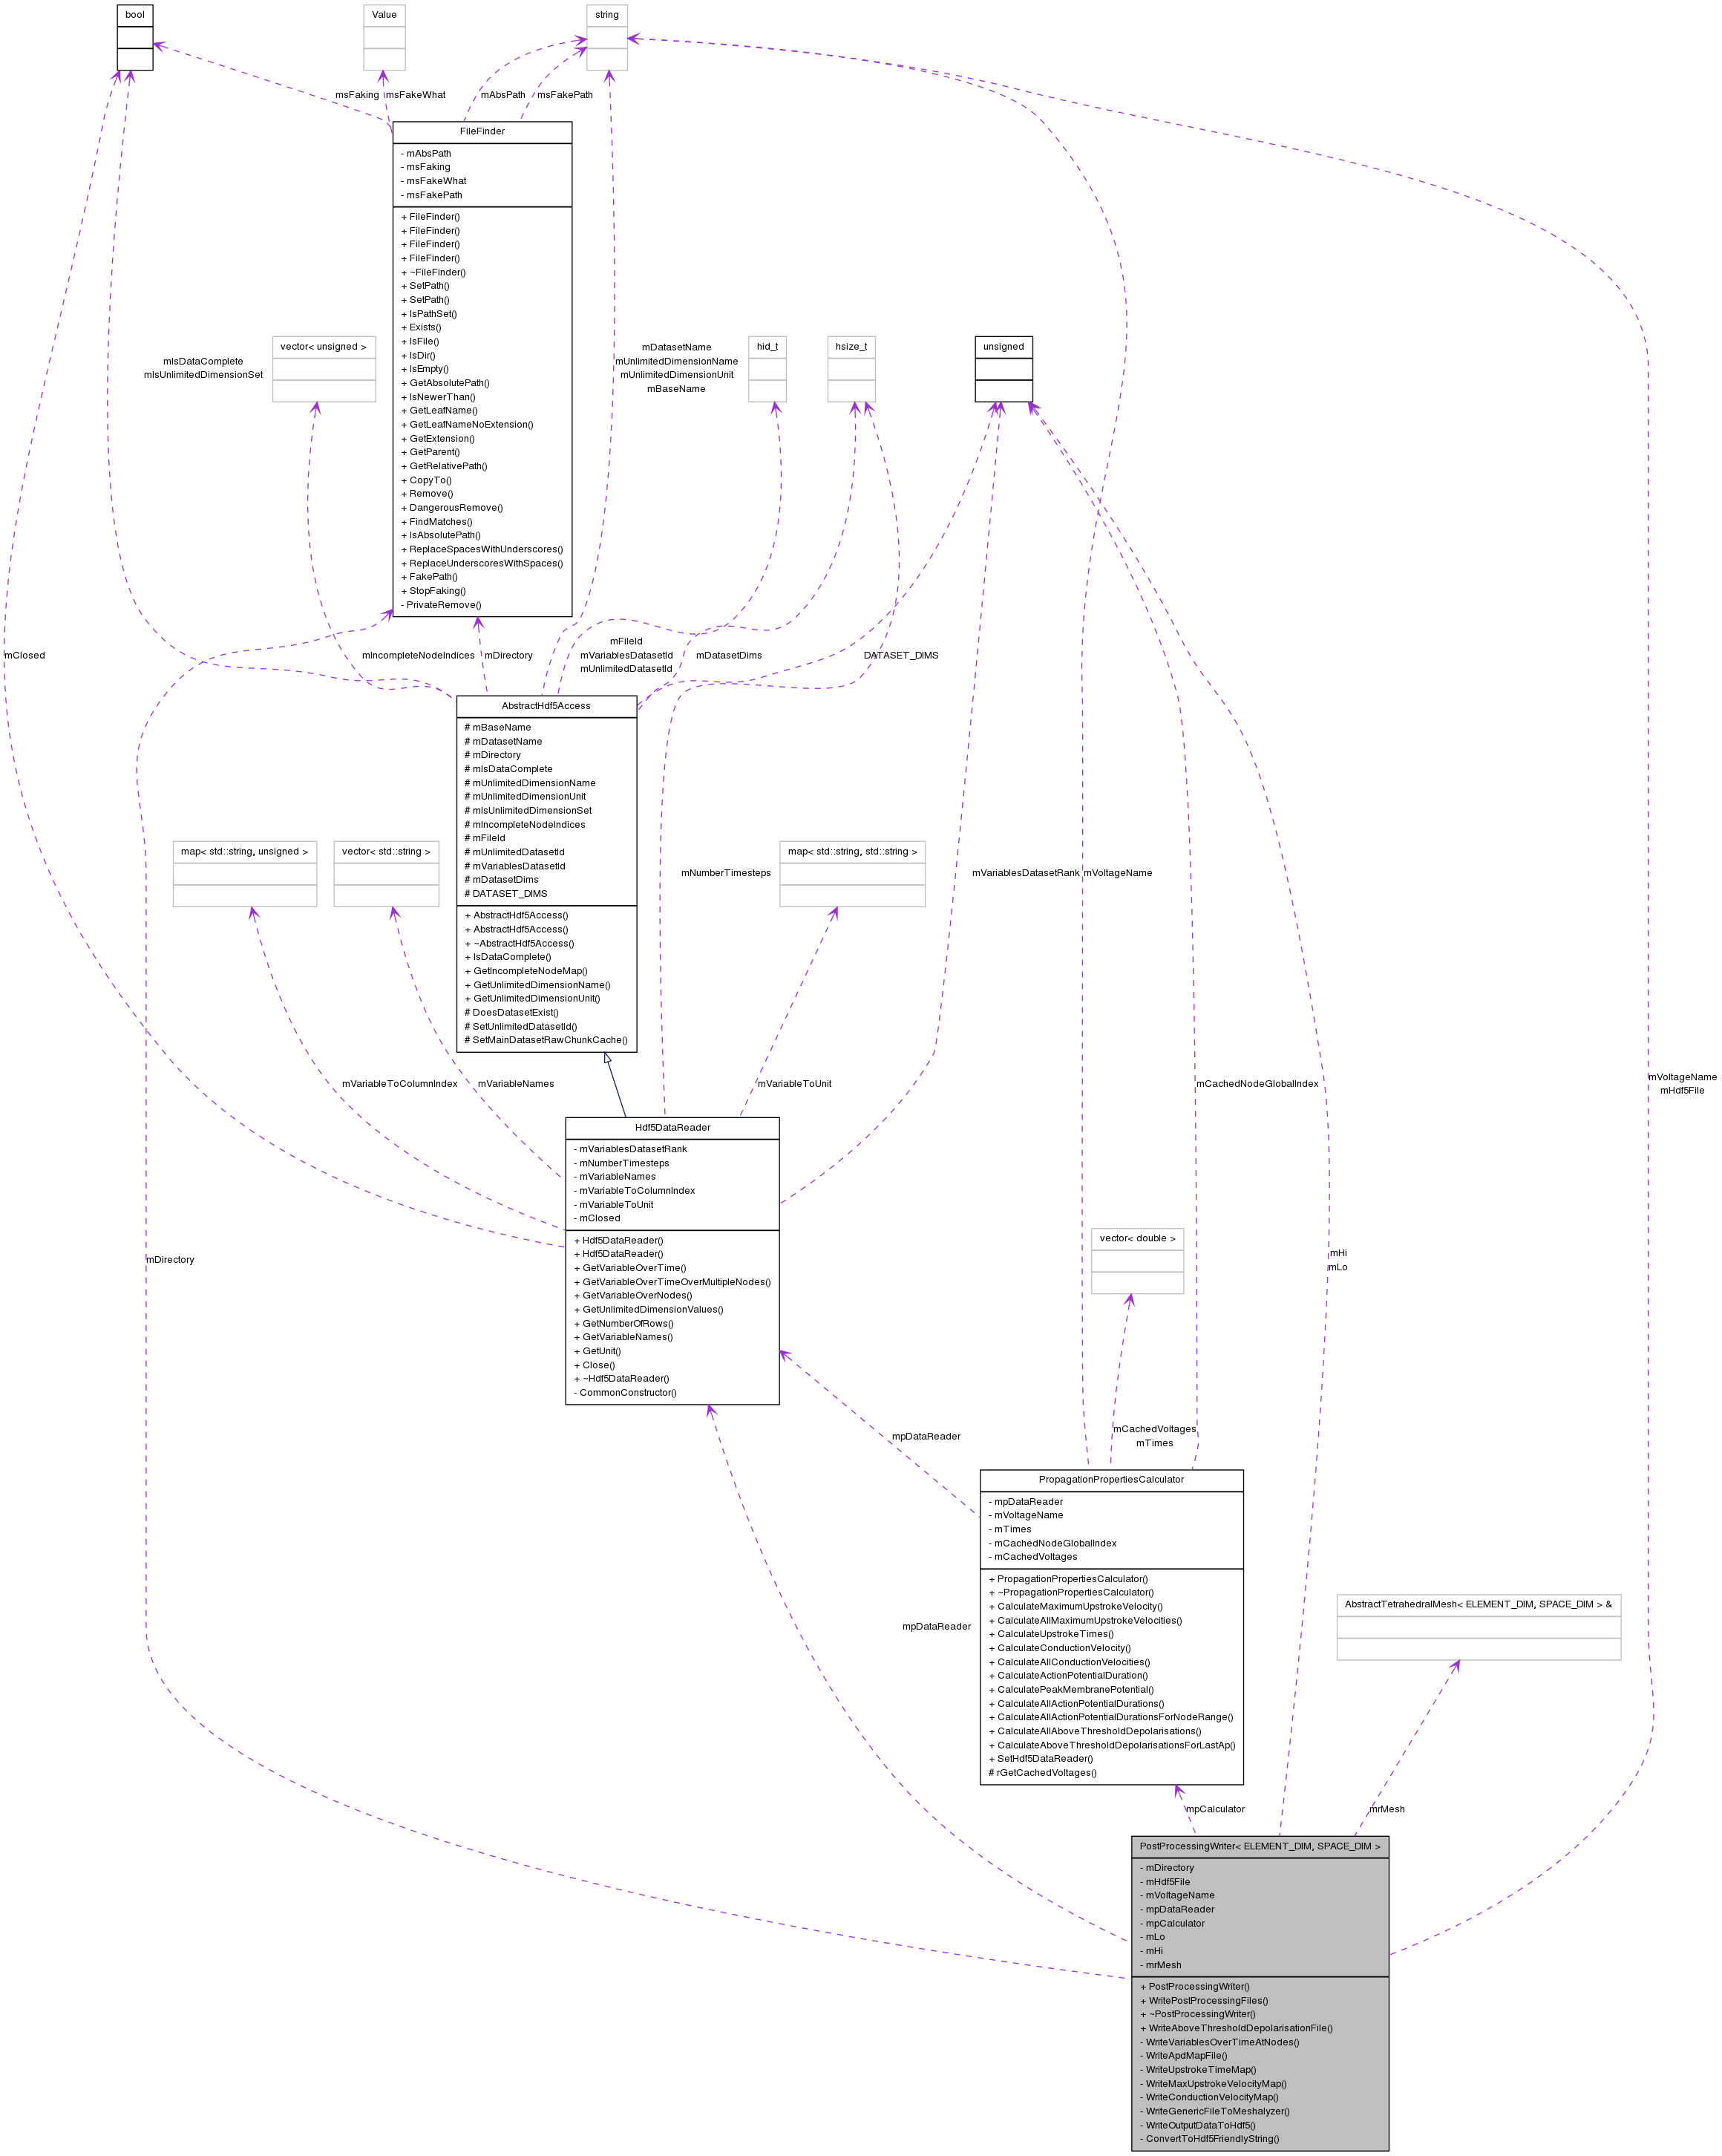 bool
Value
string
msFaking
msFakeWhat
mAbsPath
msFakePath
FileFinder
- mAbsPath
- msFaking
- msFakeWhat
- msFakePath
+ FileFinder()
+ FileFinder()
+ FileFinder()
+ FileFinder()
+ ~FileFinder()
+ SetPath()
+ SetPath()
+ IsPathSet()
+ Exists()
+ IsFile()
+ IsDir()
+ IsEmpty()
+ GetAbsolutePath()
+ IsNewerThan()
+ GetLeafName()
+ GetLeafNameNoExtension()
+ GetExtension()
+ GetParent()
+ GetRelativePath()
+ CopyTo()
+ Remove()
+ DangerousRemove()
+ FindMatches()
+ IsAbsolutePath()
+ ReplaceSpacesWithUnderscores()
+ ReplaceUnderscoresWithSpaces()
+ FakePath()
+ StopFaking()
- PrivateRemove()
vector< unsigned >
hid_t
hsize_t
unsigned
mIsDataComplete
mIsUnlimitedDimensionSet
mDatasetName
mUnlimitedDimensionName
mUnlimitedDimensionUnit
mBaseName
mClosed
mIncompleteNodeIndices
mDirectory
mFileId
mVariablesDatasetId
mUnlimitedDatasetId
mDatasetDims
DATASET_DIMS
AbstractHdf5Access
# mBaseName
# mDatasetName
# mDirectory
# mIsDataComplete
# mUnlimitedDimensionName
# mUnlimitedDimensionUnit
# mIsUnlimitedDimensionSet
# mIncompleteNodeIndices
# mFileId
# mUnlimitedDatasetId
# mVariablesDatasetId
# mDatasetDims
# DATASET_DIMS
+ AbstractHdf5Access()
+ AbstractHdf5Access()
+ ~AbstractHdf5Access()
+ IsDataComplete()
+ GetIncompleteNodeMap()
+ GetUnlimitedDimensionName()
+ GetUnlimitedDimensionUnit()
# DoesDatasetExist()
# SetUnlimitedDatasetId()
# SetMainDatasetRawChunkCache()
map< std::string, unsigned >
vector< std::string >
map< std::string, std::string >
mNumberTimesteps
mVariablesDatasetRank
mVoltageName
mVariableToColumnIndex
mVariableNames
mVariableToUnit
mCachedNodeGlobalIndex
mVoltageName
mHdf5File
Hdf5DataReader
- mVariablesDatasetRank
- mNumberTimesteps
- mVariableNames
- mVariableToColumnIndex
- mVariableToUnit
- mClosed
+ Hdf5DataReader()
+ Hdf5DataReader()
+ GetVariableOverTime()
+ GetVariableOverTimeOverMultipleNodes()
+ GetVariableOverNodes()
+ GetUnlimitedDimensionValues()
+ GetNumberOfRows()
+ GetVariableNames()
+ GetUnit()
+ Close()
+ ~Hdf5DataReader()
- CommonConstructor()
vector< double >
mDirectory
mHi
mLo
mpDataReader
mCachedVoltages
mTimes
PropagationPropertiesCalculator
- mpDataReader
- mVoltageName
- mTimes
- mCachedNodeGlobalIndex
- mCachedVoltages
+ PropagationPropertiesCalculator()
+ ~PropagationPropertiesCalculator()
+ CalculateMaximumUpstrokeVelocity()
+ CalculateAllMaximumUpstrokeVelocities()
+ CalculateUpstrokeTimes()
+ CalculateConductionVelocity()
+ CalculateAllConductionVelocities()
+ CalculateActionPotentialDuration()
+ CalculatePeakMembranePotential()
+ CalculateAllActionPotentialDurations()
+ CalculateAllActionPotentialDurationsForNodeRange()
+ CalculateAllAboveThresholdDepolarisations()
+ CalculateAboveThresholdDepolarisationsForLastAp()
+ SetHdf5DataReader()
# rGetCachedVoltages()
AbstractTetrahedralMesh< ELEMENT_DIM, SPACE_DIM > &
mpDataReader
mpCalculator
mrMesh
PostProcessingWriter< ELEMENT_DIM, SPACE_DIM >
- mDirectory
- mHdf5File
- mVoltageName
- mpDataReader
- mpCalculator
- mLo
- mHi
- mrMesh
+ PostProcessingWriter()
+ WritePostProcessingFiles()
+ ~PostProcessingWriter()
+ WriteAboveThresholdDepolarisationFile()
- WriteVariablesOverTimeAtNodes()
- WriteApdMapFile()
- WriteUpstrokeTimeMap()
- WriteMaxUpstrokeVelocityMap()
- WriteConductionVelocityMap()
- WriteGenericFileToMeshalyzer()
- WriteOutputDataToHdf5()
- ConvertToHdf5FriendlyString()